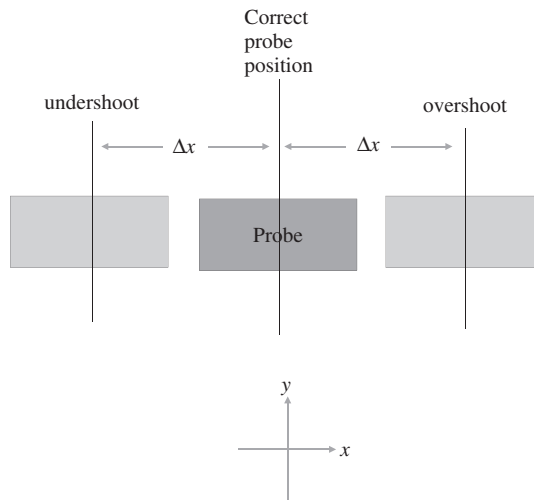 Correct
probe
position
undershoot
overshoot
Δx
Δx
Probe
y
x